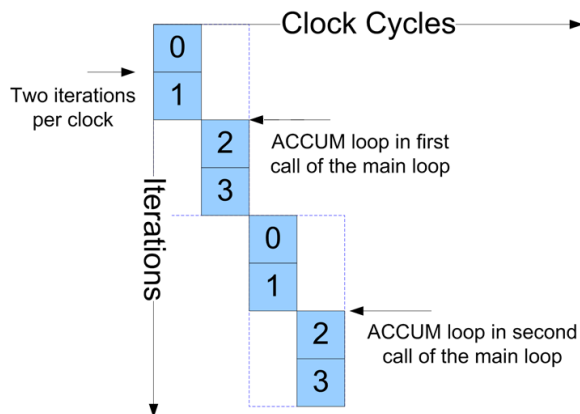 Clock Cycles
0
Two iterations
per clock
1
2
ACCUM loop in first
call of the main loop
3
Iterations
0
1
2
ACCUM loop in second
call of the main loop
3